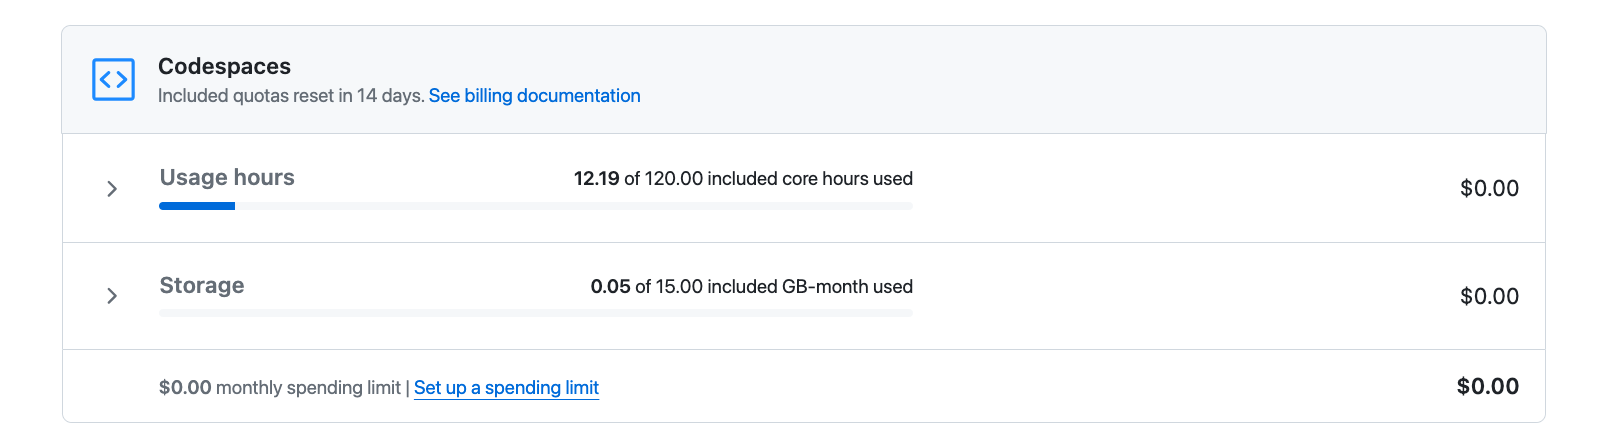 Codespaces
Included quotas reset in 14 days. See billing documentation
Usage hours
12.19 of 120.00 included core hours used
$0.00
Storage
0.05 of 15.00 included GB-month used
$0.00
$0.00 monthly spending limit | Set up a spending limit
$0.00